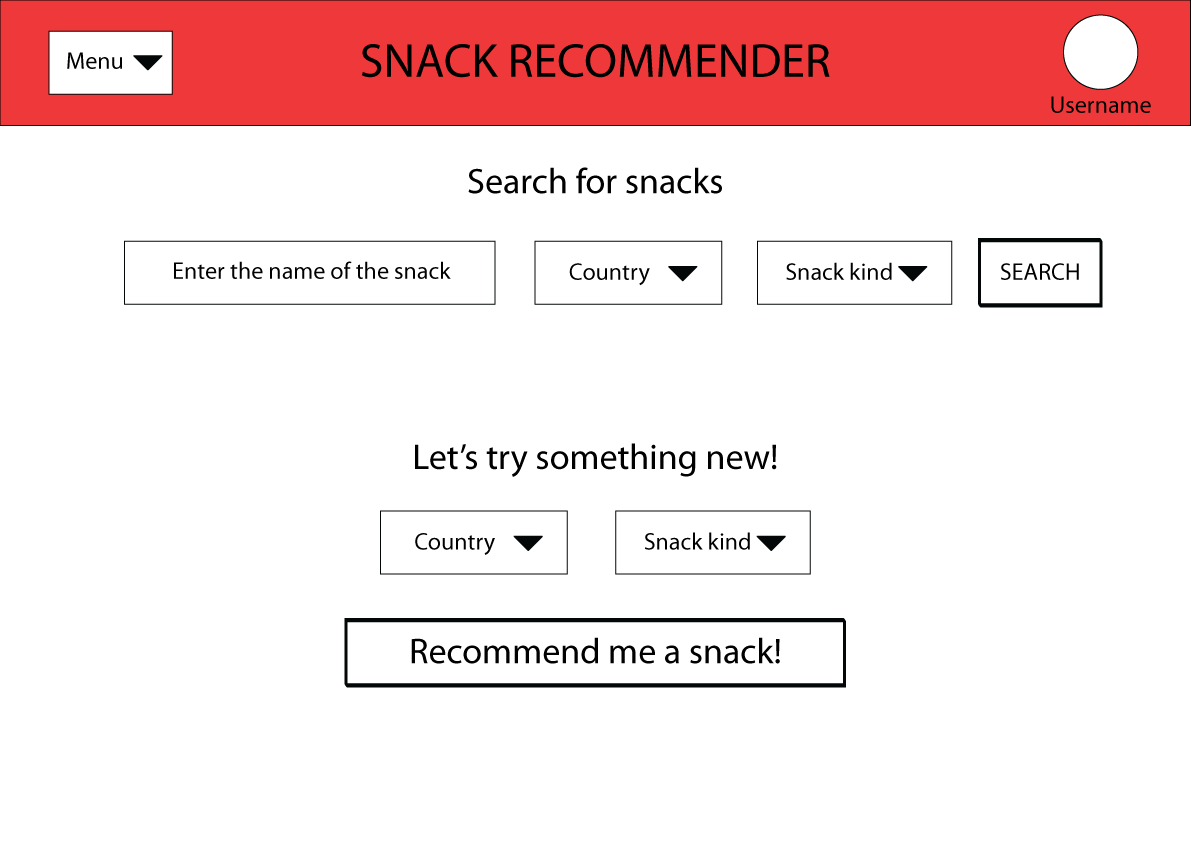 Menu
SNACK RECOMMENDER
Username
Search for snacks
Enter the name of the snack
Country
Snack kind
SEARCH
Let’s try something new!
Country
Snack kind
Recommend me a snack!